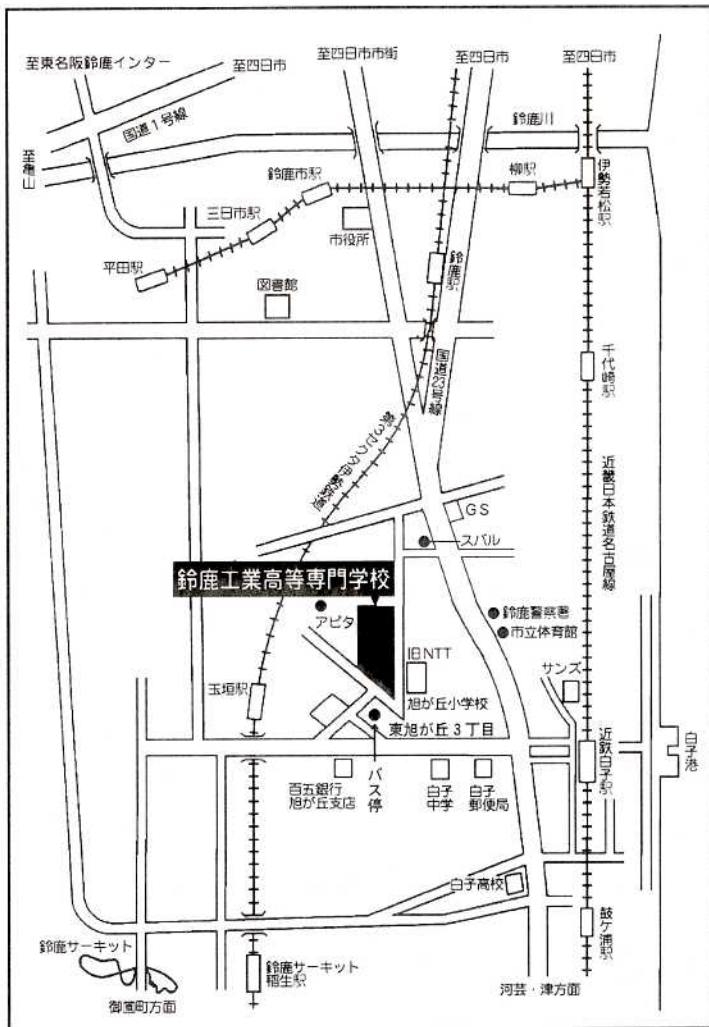 至東名阪鈴鹿インター
至四日市
至四日市市街
至四日市
至四日市
国道1号線
鈴鹿川
至亀山
鈴鹿市駅
柳駅
伊勢若松駅
三日市駅
市役所
平田駅
鈴鹿駅
図書館
国道23号線
千代崎駅
第3セクタ伊勢鉄道
近畿日本鉄道名古屋線
GS
スバル
鈴鹿工業高等専門学校
アピタ
鈴鹿警察署
市立体育館
旧NTT
サンズ
玉垣駅
旭が丘小学校
東旭が丘3丁目
近鉄白子駅
白子港
百五銀行
旭が丘支店
バス停
白子
中学
白子
郵便局
白子高校
鼓ヶ浦駅
鈴鹿サーキット
鈴鹿サーキット
稲生駅
御薗町方面
河芸・津方面